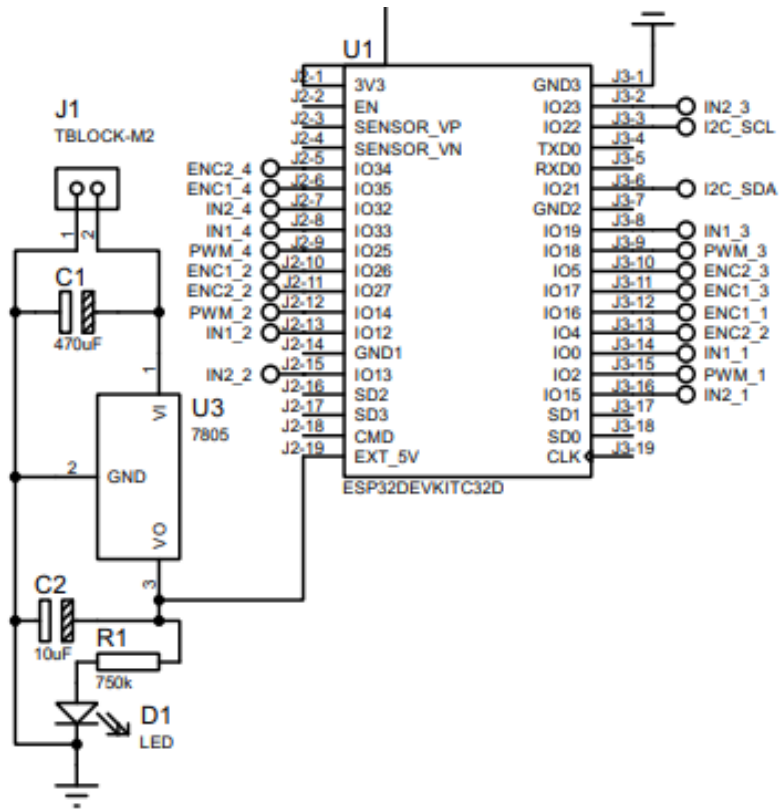 J1
TBLOCK-M2
1
2
C1
470uF
1
VI
U3
7805
2
GND
VO
3
C2
10uF
R1
750k
D1
LED
U1
J2-1 3V3
J2-2 EN
J2-3 SENSOR_VP
J2-4 SENSOR_VN
ENC2_4 J2-5 IO34
ENC1_4 J2-6 IO35
IN2_4 J2-7 IO32
IN1_4 J2-8 IO33
PWM_4 J2-9 IO25
ENC1_2 J2-10 IO26
ENC2_2 J2-11 IO27
PWM_2 J2-12 IO14
IN1_2 J2-13 IO12
J2-14 GND1
IN2_2 J2-15 IO13
J2-16 SD2
J2-17 SD3
J2-18 CMD
J2-19 EXT_5V
GND3 J3-1
IO23 J3-2 IN2_3
IO22 J3-3 I2C_SCL
TXD0 J3-4
RXD0 J3-5
IO21 J3-6 I2C_SDA
GND2 J3-7
IO19 J3-8 IN1_3
IO18 J3-9 PWM_3
IO5 J3-10 ENC2_3
IO17 J3-11 ENC1_3
IO16 J3-12 ENC1_1
IO4 J3-13 ENC2_2
IO0 J3-14 IN1_1
IO2 J3-15 PWM_1
IO15 J3-16 IN2_1
SD1 J3-17
SD0 J3-18
CLK J3-19
ESP32DEVKITC32D